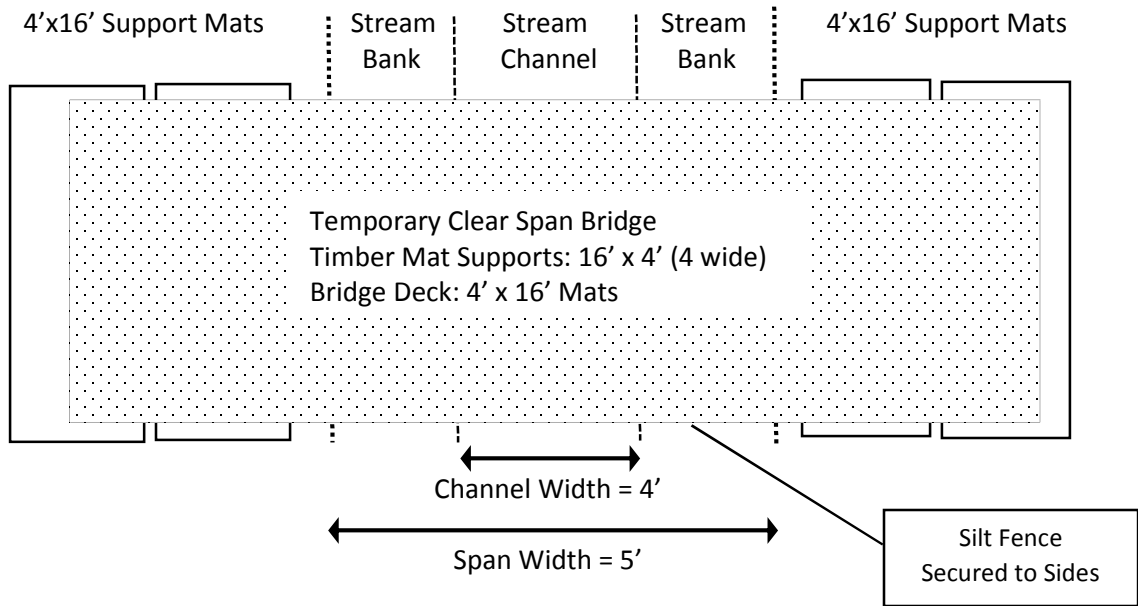 4’x16’ Support Mats
Stream
Bank
Stream
Channel
Stream
Bank
4’x16’ Support Mats
Temporary Clear Span Bridge
Timber Mat Supports: 16’ x 4’ (4 wide)
Bridge Deck: 4’ x 16’ Mats
Channel Width = 4’
Span Width = 5’
Silt Fence
Secured to Sides